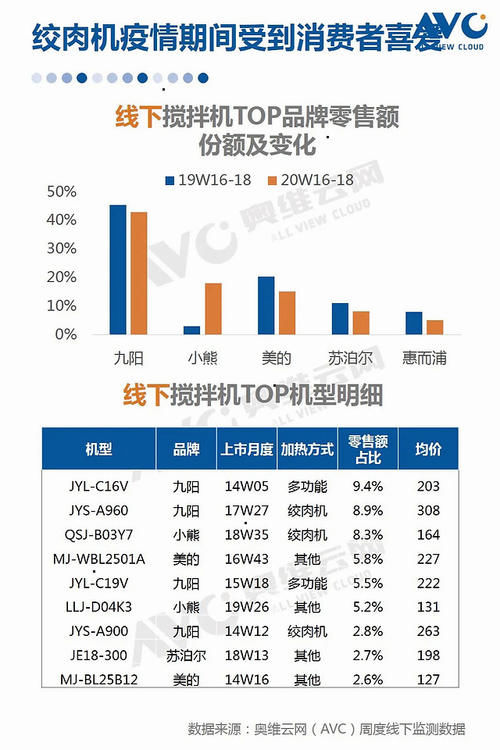 绞肉机疫情期间受到消费者喜爱
AVC
ALL VIEW CLOUD
线下搅拌机TOP品牌零售额
份额及变化
19W16-18 20W16-18
50%
40%
30%
20%
10%
0%
九阳 小熊 美的 苏泊尔 惠而浦
AVC 奥维云网
ALL VIEW CLOUD
线下搅拌机TOP机型明细
机型 品牌 上市月度 加热方式 零售额占比 均价
JYL-C16V 九阳 14W05 多功能 9.4% 203
JYS-A960 九阳 17W27 绞肉机 8.9% 308
QSJ-B03Y7 小熊 18W35 绞肉机 8.3% 164
MJ-WBL2501A 美的 16W43 其他 5.8% 227
JYL-C19V 九阳 15W18 多功能 5.5% 222
LLJ-D04K3 小熊 19W26 其他 5.2% 131
JYS-A900 九阳 14W12 绞肉机 2.8% 263
JE18-300 苏泊尔 18W13 其他 2.7% 198
MJ-BL25B12 美的 14W16 其他 2.6% 127
数据来源：奥维云网（AVC）周度线下监测数据